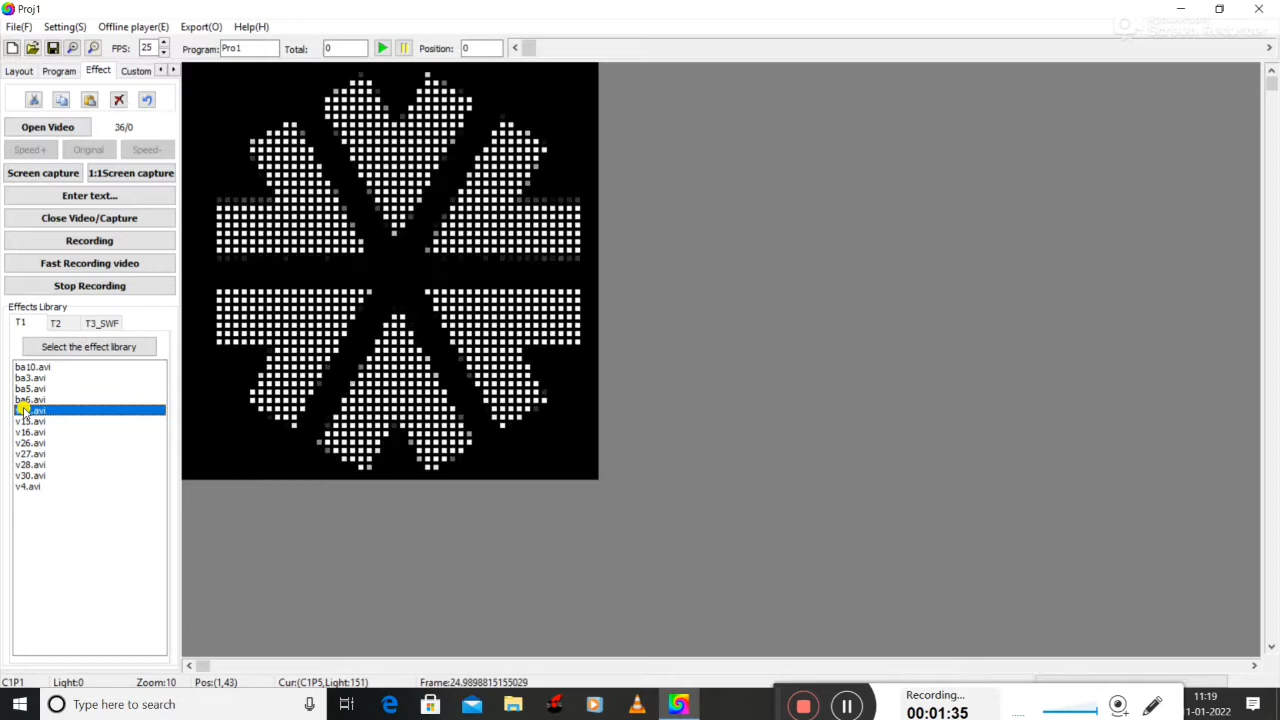 Proj1
File(F) Setting(S) Offline player(E) Export(O) Help(H)
Screen Recorder
FPS: 25 Program: Pro1 Total: 0 Position: 0
Layout Program Effect Custom
Open Video 36/0
Speed+ Original Speed-
Screen capture 1:1Screen capture
Enter text...
Close Video/Capture
Recording
Fast Recording video
Stop Recording
Effects Library
T1 T2 T3_SWF
Select the effect library
ba10.avi
ba3.avi
ba5.avi
ba6.avi
.avi
v15.avi
v16.avi
v26.avi
v27.avi
v28.avi
v30.avi
v4.avi
C1P1 Light:0 Zoom:10 Pos:(1,43) Cur:(C1P5,Light:151) Frame:24.9898815155029
Type here to search
Recording...
00:01:35
11:19
1-01-2022